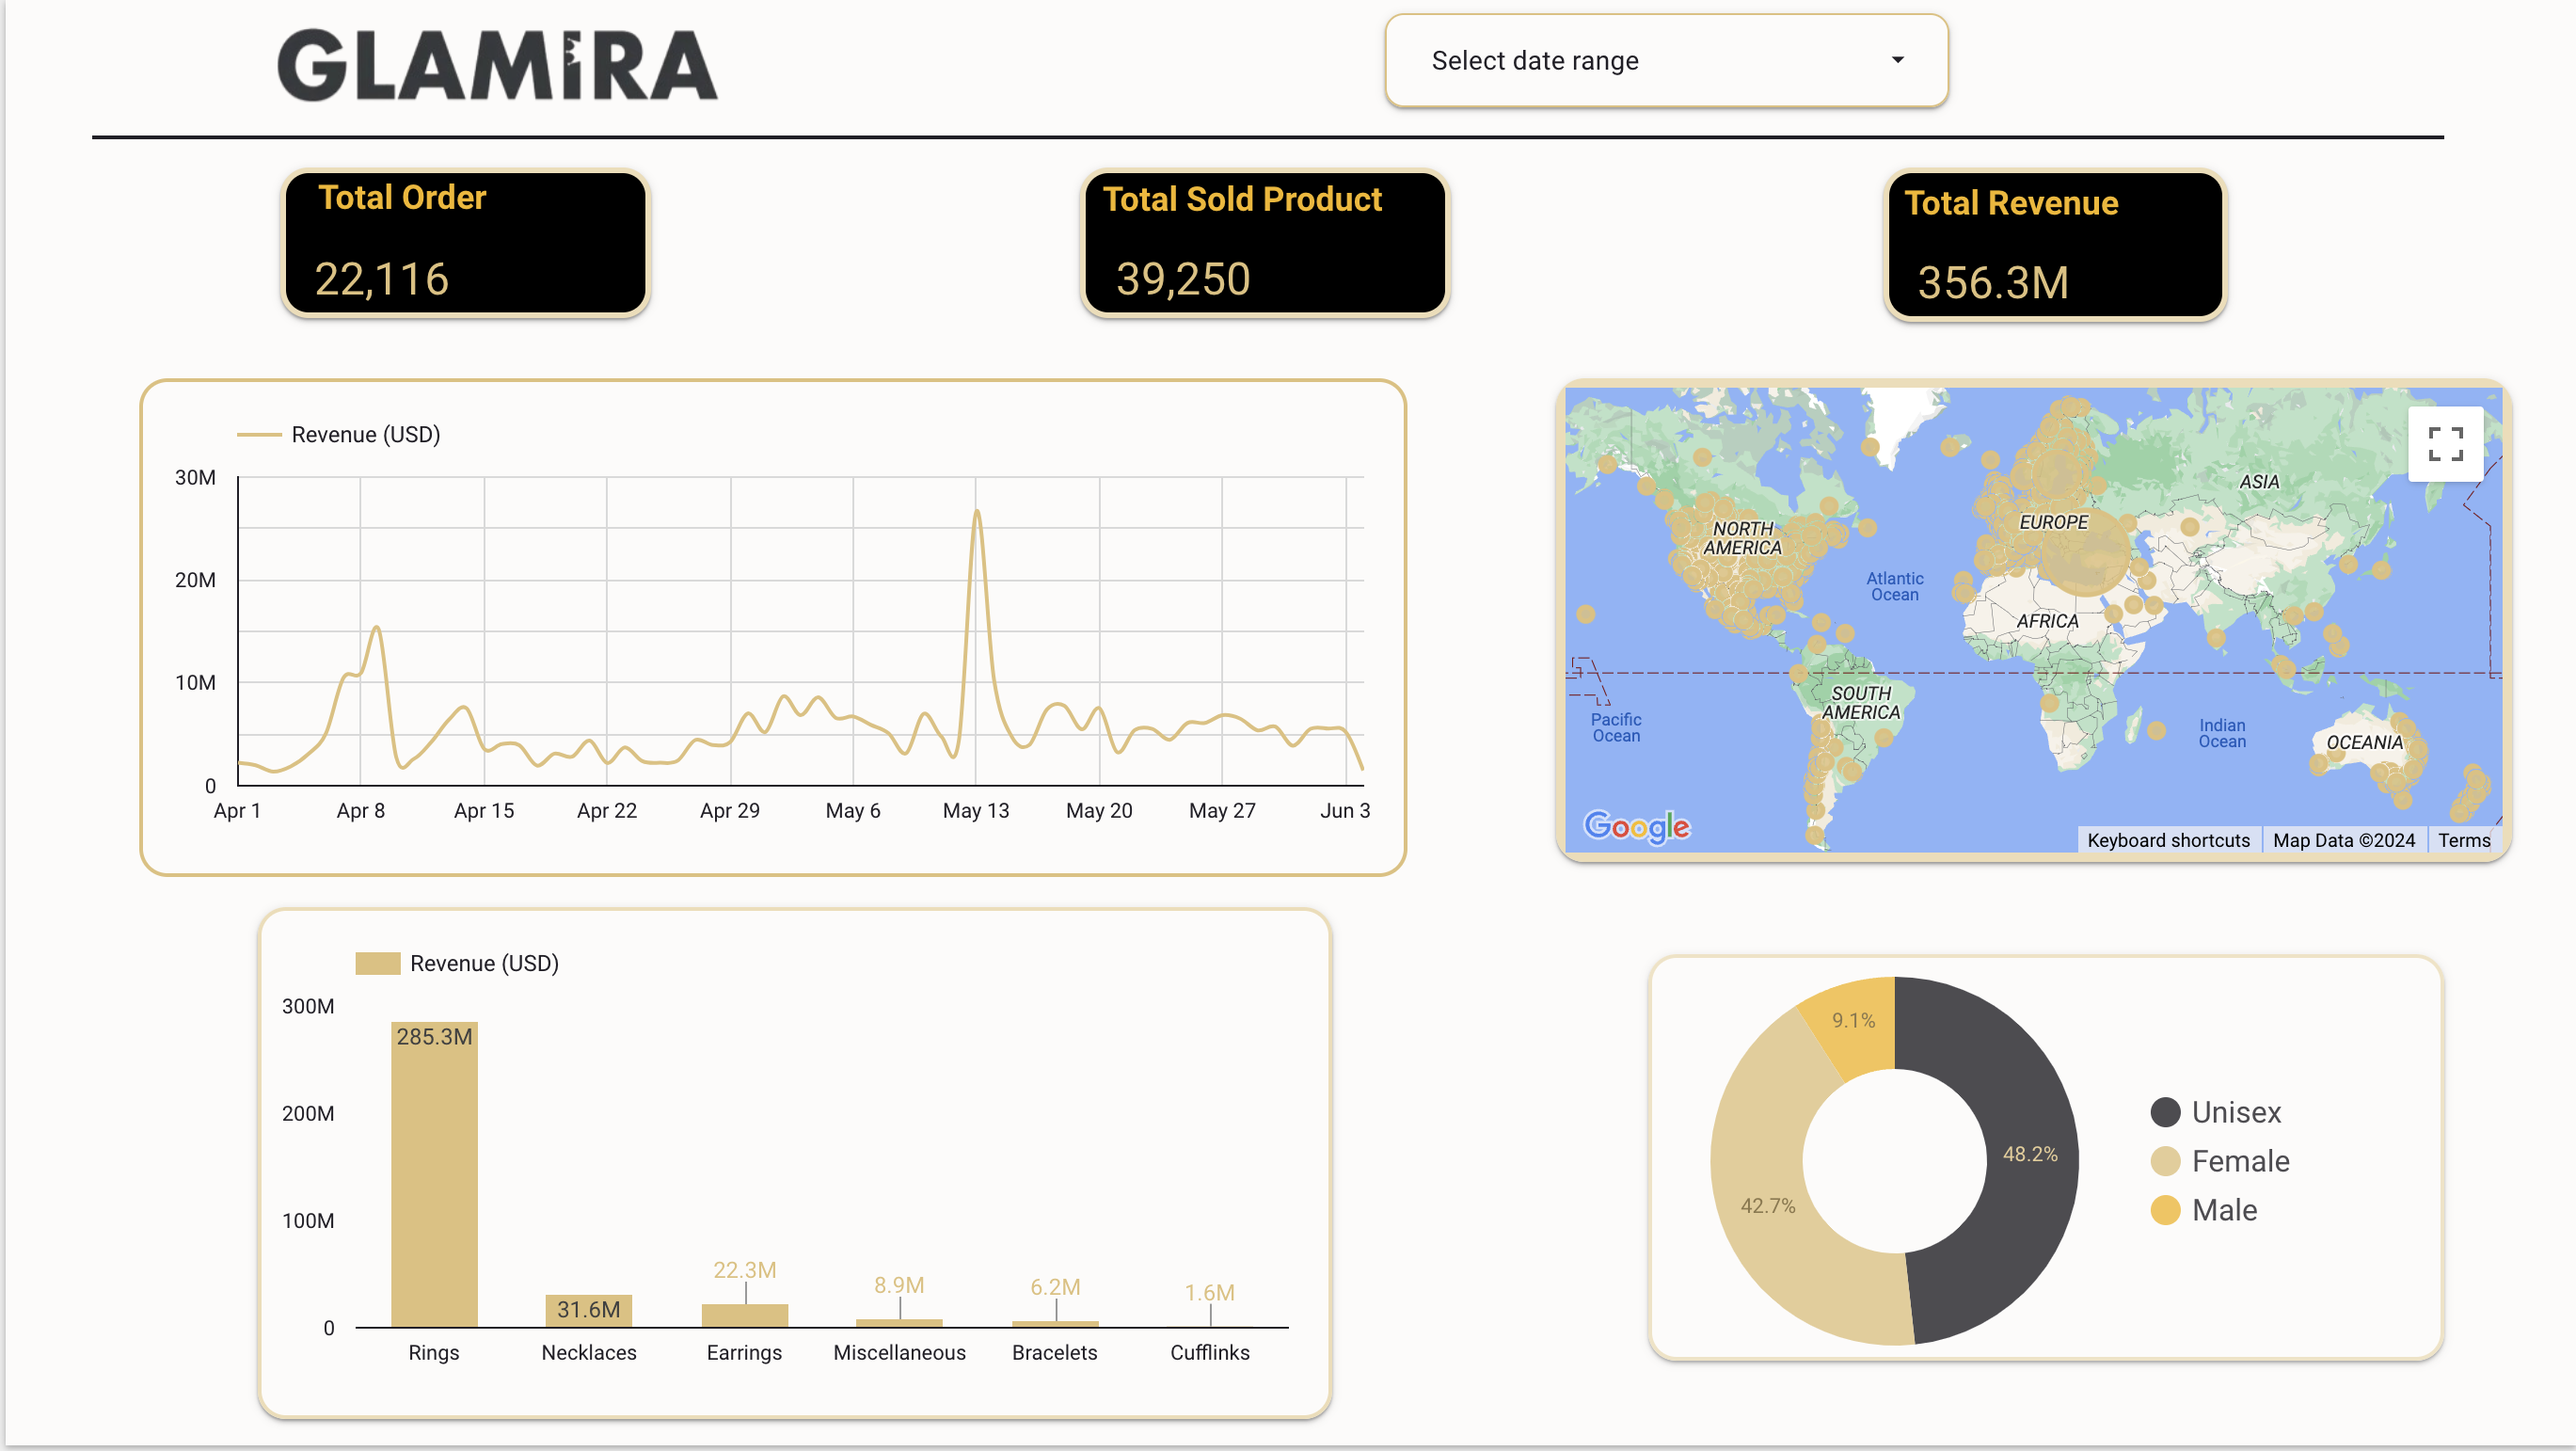 GLAMIRA
Select date range
Total Order
22,116
Total Sold Product
39,250
Total Revenue
356.3M
Revenue (USD)
30M
20M
10M
0
Apr 1 Apr 8 Apr 15 Apr 22 Apr 29 May 6 May 13 May 20 May 27 Jun 3
ASIA
EUROPE
NORTH
AMERICA
Atlantic
Ocean
AFRICA
SOUTH
AMERICA
Pacific
Ocean
Indian
Ocean
OCEANIA
Google
Keyboard shortcuts Map Data ©2024 Terms
Revenue (USD)
300M
200M
100M
0
285.3M
31.6M
22.3M
8.9M
6.2M
1.6M
Rings Necklaces Earrings Miscellaneous Bracelets Cufflinks
9.1%
48.2%
42.7%
Unisex
Female
Male